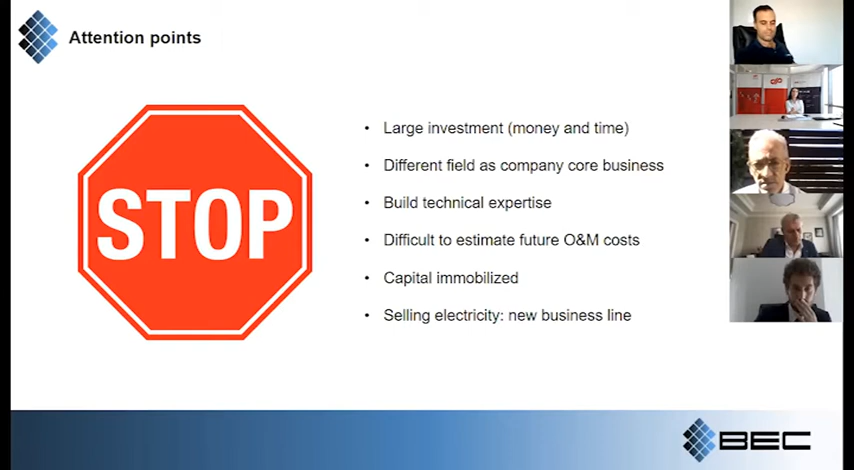 Attention points
STOP
• Large investment (money and time)
• Different field as company core business
• Build technical expertise
• Difficult to estimate future O&M costs
• Capital immobilized
• Selling electricity: new business line
BEC